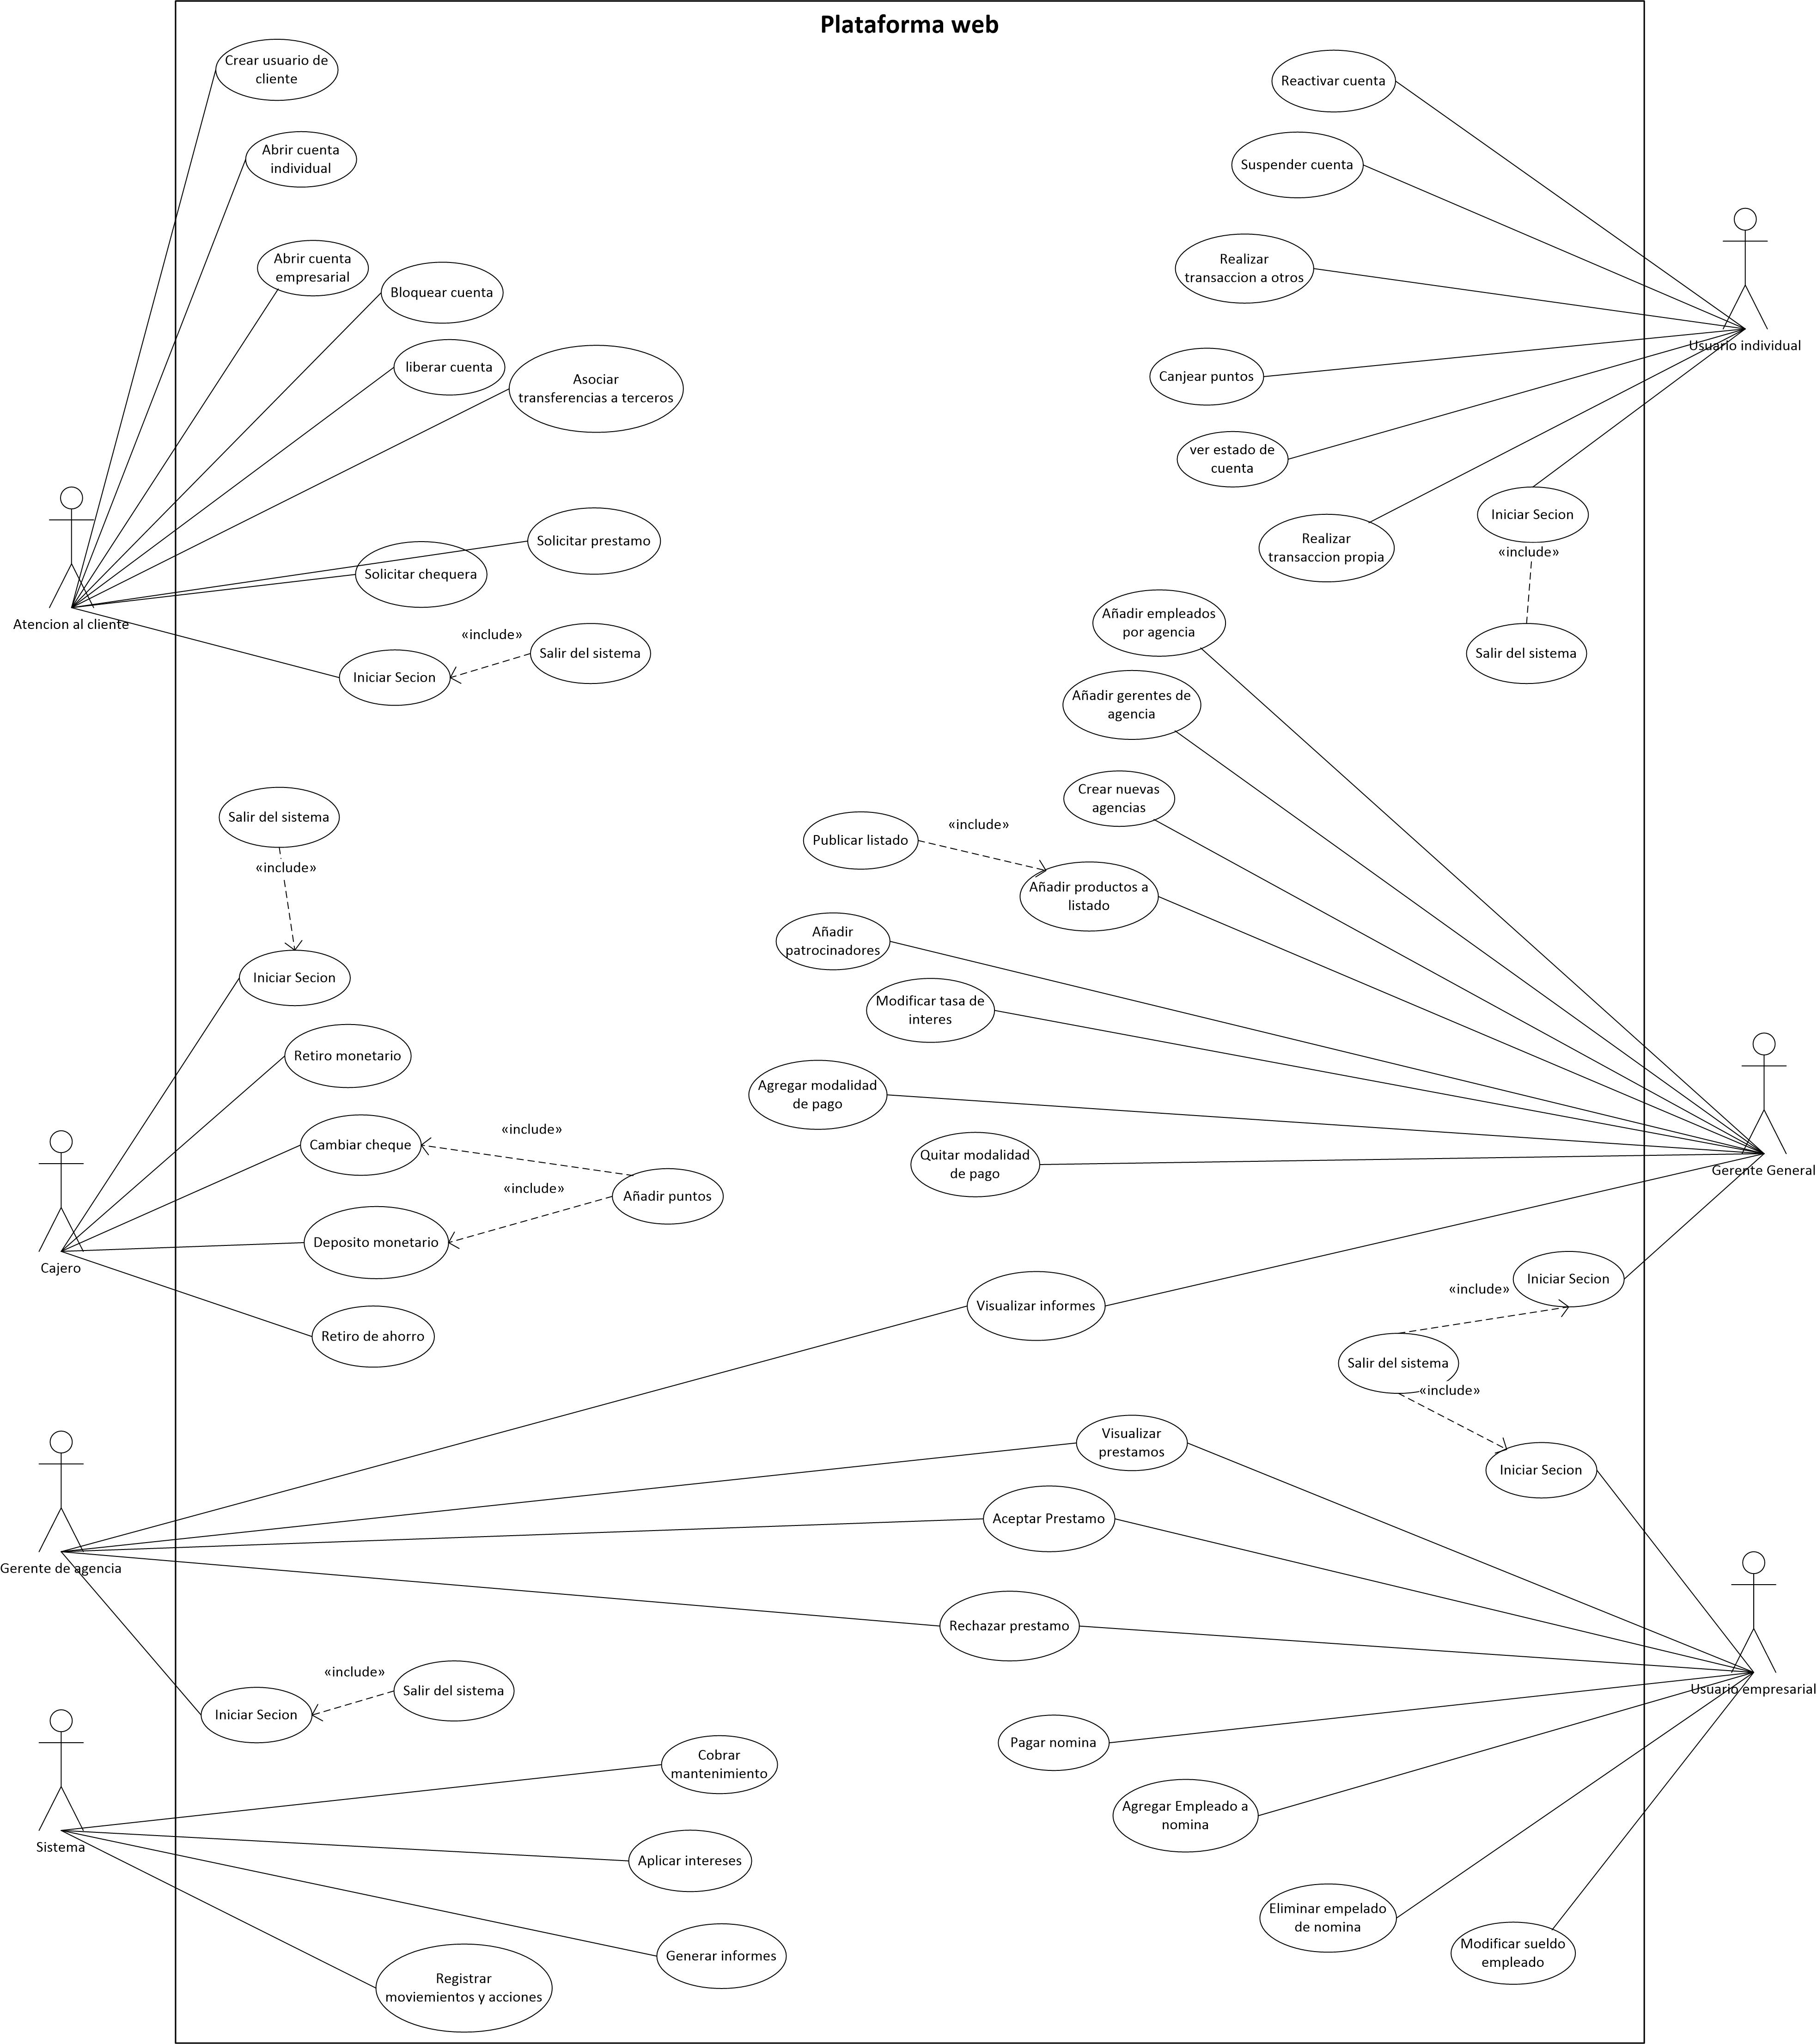 Plataforma web
Crear usuario de
cliente
Abrir cuenta
individual
Abrir cuenta
empresarial
Bloquear cuenta
liberar cuenta
Asociar
transferencias a terceros
Solicitar prestamo
Solicitar chequera
Atencion al cliente
«include»
Salir del sistema
Iniciar Secion
Reactivar cuenta
Suspender cuenta
Realizar
transaccion a otros
Usuario individual
Canjear puntos
ver estado de
cuenta
Iniciar Secion
Realizar
transaccion propia
«include»
Salir del sistema
Añadir empleados
por agencia
Añadir gerentes de
agencia
Crear nuevas
agencias
Publicar listado
«include»
Añadir productos a
listado
Añadir
patrocinadores
Modificar tasa de
interes
Agregar modalidad
de pago
Quitar modalidad
de pago
Gerente General
Salir del sistema
«include»
Iniciar Secion
Retiro monetario
Cambiar cheque
«include»
«include»
Añadir puntos
Deposito monetario
Cajero
Retiro de ahorro
Visualizar informes
Iniciar Secion
«include»
Salir del sistema
«include»
Iniciar Secion
Visualizar
prestamos
Aceptar Prestamo
Rechazar prestamo
Gerente de agencia
Usuario empresarial
«include»
Salir del sistema
Iniciar Secion
Pagar nomina
Agregar Empleado a
nomina
Eliminar empelado
de nomina
Modificar sueldo
empleado
Cobrar
mantenimiento
Sistema
Aplicar intereses
Generar informes
Registrar
moviemientos y acciones